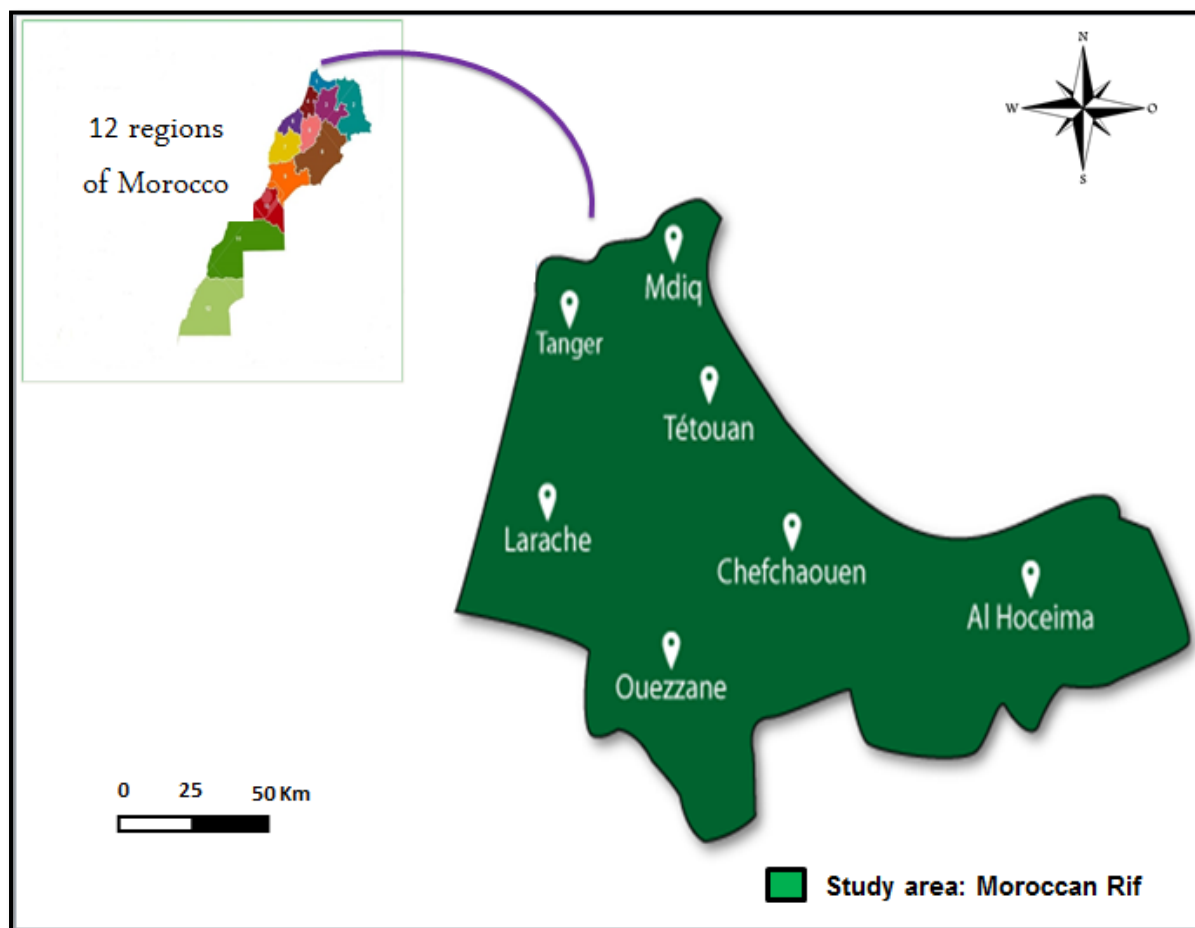 12 regions
of Morocco
N
W
O
S
Mdiq
Tanger
Tétouan
Larache
Chefchaouen
Al Hoceima
Ouezzane
0 25 50 Km
Study area: Moroccan Rif